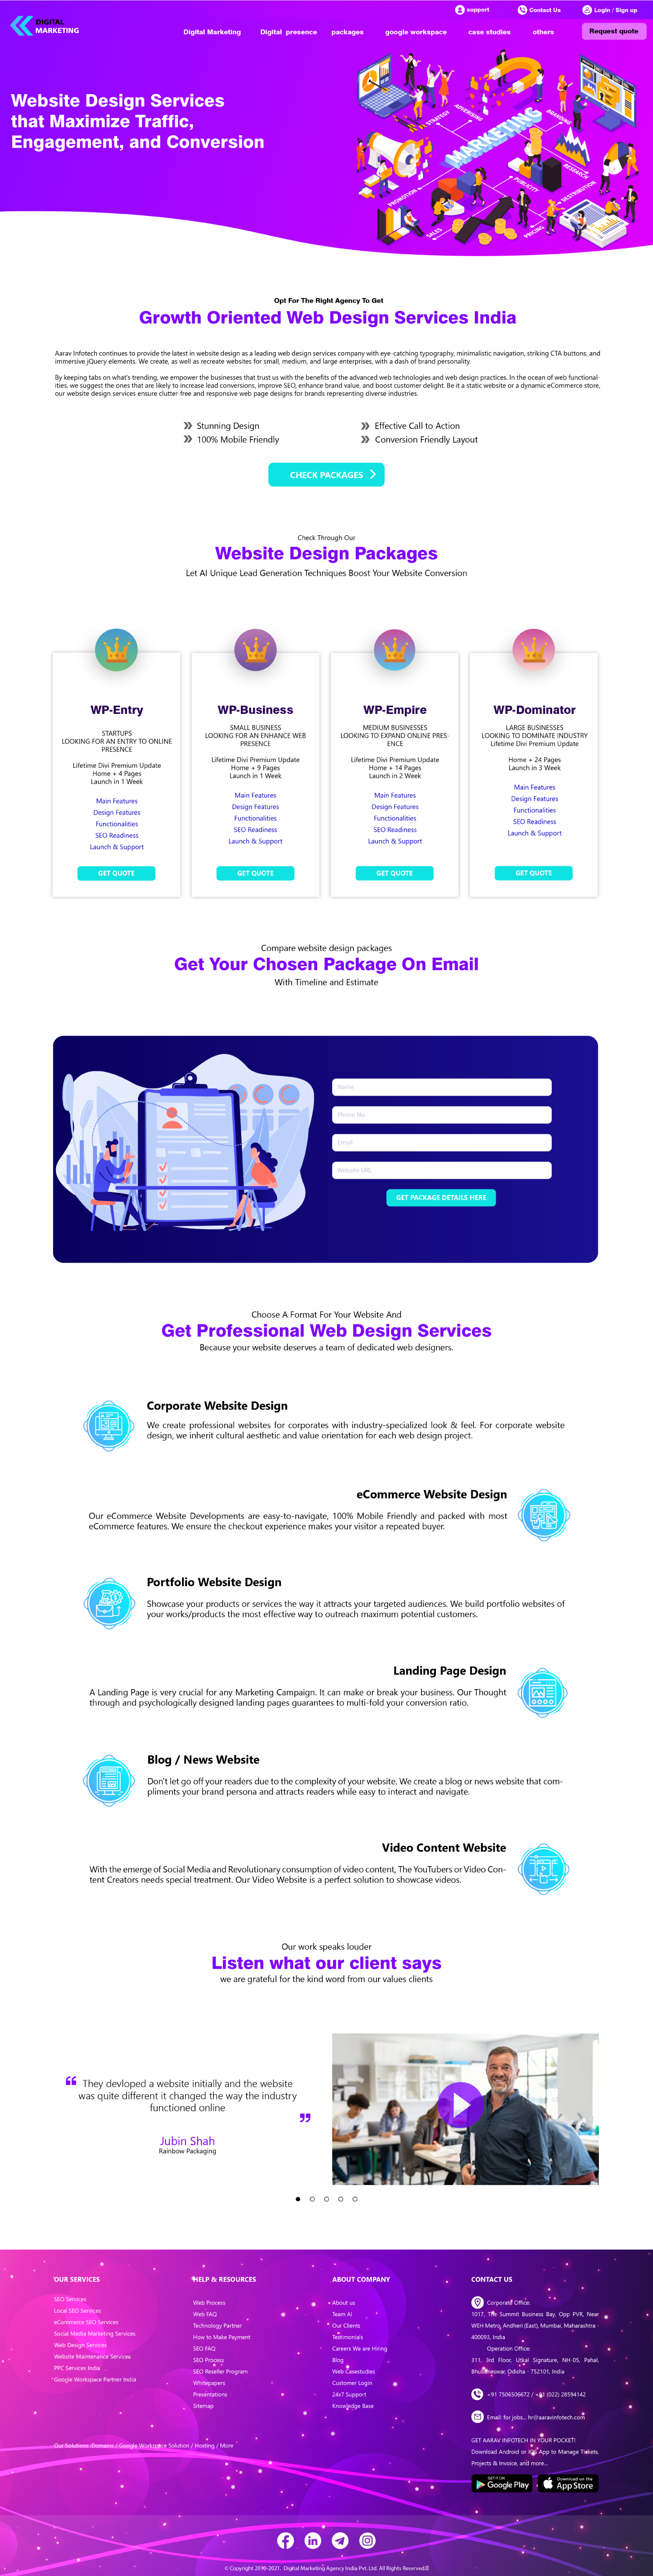 support
Contact Us
Login / Sign up
DIGITAL
MARKETING
Digital Marketing
Digital presence
packages
google workspace
case studies
others
Request quote
Website Design Services
that Maximize Traffic,
Engagement, and Conversion
STRATEGY
ADVERTISING
MARKETING
BRANDING
RESEARCH
PUBLICITY
DISTRIBUTION
PROMOTION
SALES
PRICING
Opt For The Right Agency To Get
Growth Oriented Web Design Services India
Aarav Infotech continues to provide the latest in website design as a leading web design services company with eye-catching typography, minimalistic navigation, striking CTA buttons, and
immersive jQuery elements. We create, as well as recreate websites for small, medium, and large enterprises, with a dash of brand personality.
By keeping tabs on what's trending, we empower the businesses that trust us with the benefits of the advanced web technologies and web design practices. In the ocean of web functional-
ities, we suggest the ones that are likely to increase lead conversions, improve SEO, enhance brand value, and boost customer delight. Be it a static website or a dynamic eCommerce store,
our website design services ensure clutter-free and responsive web page designs for brands representing diverse industries.
Stunning Design
Effective Call to Action
100% Mobile Friendly
Conversion Friendly Layout
CHECK PACKAGES
Check Through Our
Website Design Packages
Let AI Unique Lead Generation Techniques Boost Your Website Conversion
WP-Entry
STARTUPS
LOOKING FOR AN ENTRY TO ONLINE
PRESENCE
Lifetime Divi Premium Update
Home + 4 Pages
Launch in 1 Week
Main Features
Design Features
Functionalities
SEO Readiness
Launch & Support
GET QUOTE
WP-Business
SMALL BUSINESS
LOOKING FOR AN ENHANCE WEB
PRESENCE
Lifetime Divi Premium Update
Home + 9 Pages
Launch in 1 Week
Main Features
Design Features
Functionalities
SEO Readiness
Launch & Support
GET QUOTE
WP-Empire
MEDIUM BUSINESSES
LOOKING TO EXPAND ONLINE PRES-
ENCE
Lifetime Divi Premium Update
Home + 14 Pages
Launch in 2 Week
Main Features
Design Features
Functionalities
SEO Readiness
Launch & Support
GET QUOTE
WP-Dominator
LARGE BUSINESSES
LOOKING TO DOMINATE INDUSTRY
Lifetime Divi Premium Update
Home + 24 Pages
Launch in 3 Week
Main Features
Design Features
Functionalities
SEO Readiness
Launch & Support
GET QUOTE
Compare website design packages
Get Your Chosen Package On Email
With Timeline and Estimate
Name
Phone No
Email
Website URL
GET PACKAGE DETAILS HERE
Choose A Format For Your Website And
Get Professional Web Design Services
Because your website deserves a team of dedicated web designers.
Corporate Website Design
We create professional websites for corporates with industry-specialized look & feel. For corporate website
design, we inherit cultural aesthetic and value orientation for each web design project.
eCommerce Website Design
Our eCommerce Website Developments are easy-to-navigate, 100% Mobile Friendly and packed with most
eCommerce features. We ensure the checkout experience makes your visitor a repeated buyer.
Portfolio Website Design
Showcase your products or services the way it attracts your targeted audiences. We build portfolio websites of
your works/products the most effective way to outreach maximum potential customers.
Landing Page Design
A Landing Page is very crucial for any Marketing Campaign. It can make or break your business. Our Thought
through and psychologically designed landing pages guarantees to multi-fold your conversion ratio.
Blog / News Website
Don't let go off your readers due to the complexity of your website. We create a blog or news website that com-
pliments your brand persona and attracts readers while easy to interact and navigate.
Video Content Website
With the emerge of Social Media and Revolutionary consumption of video content, The YouTubers or Video Con-
tent Creators needs special treatment. Our Video Website is a perfect solution to showcase videos.
Our work speaks louder
Listen what our client says
we are grateful for the kind word from our values clients
They devloped a website initially and the website
was quite different it changed the way the industry
functioned online
Jubin Shah
Rainbow Packaging
OUR SERVICES
SEO Services
Local SEO Services
eCommerce SEO Services
Social Media Marketing Services
Web Design Services
Website Maintenance Services
PPC Services India
Google Workspace Partner India
Our Solutions :Domains / Google Workspace Solution / Hosting / More
HELP & RESOURCES
Web Process
Web FAQ
Technology Partner
How to Make Payment
SEO FAQ
SEO Process
SEO Reseller Program
Whitepapers
Presentations
Sitemap
ABOUT COMPANY
About us
Team AI
Our Clients
Testimonials
Careers We are Hiring
Blog
Web Casestudies
Customer Login
24x7 Support
Knowledge Base
CONTACT US
Corporate Office:
1017, The Summit Business Bay, Opp PVR, Near
WEH Metro, Andheri (East), Mumbai, Maharashtra -
400093, India
Operation Office:
311, 3rd Floor, Utkal Signature, NH-05, Pahal,
Bhubaneswar, Odisha - 752101, India
+91 7506506672 / +91 (022) 28594142
Email: for jobs... hr@aaravinfotech.com
GET AARAV INFOTECH IN YOUR POCKET!
Download Android or iOS App to Manage Tickets,
Projects & Invoice, and more...
GET IT ON
Google Play
Download on the
App Store
© Copyright 2010-2021. Digital Marketing Agency India Pvt. Ltd. All Rights Reserved